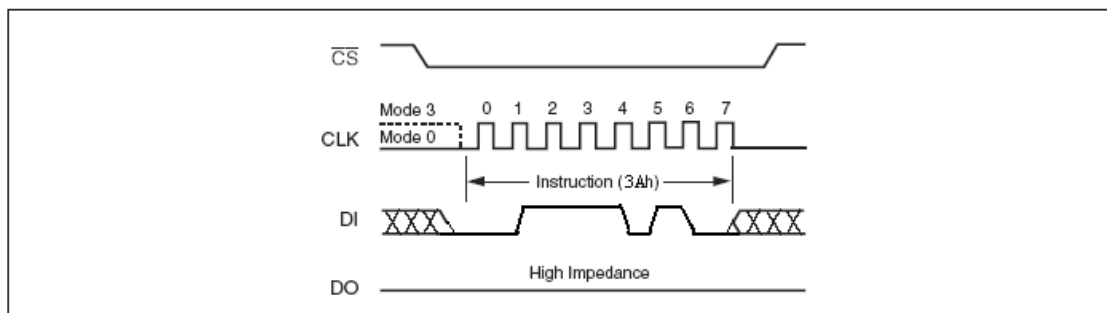 CS
Mode 3 0 1 2 3 4 5 6 7
CLK Mode 0
Instruction (3Ah)
DI
High Impedance
DO